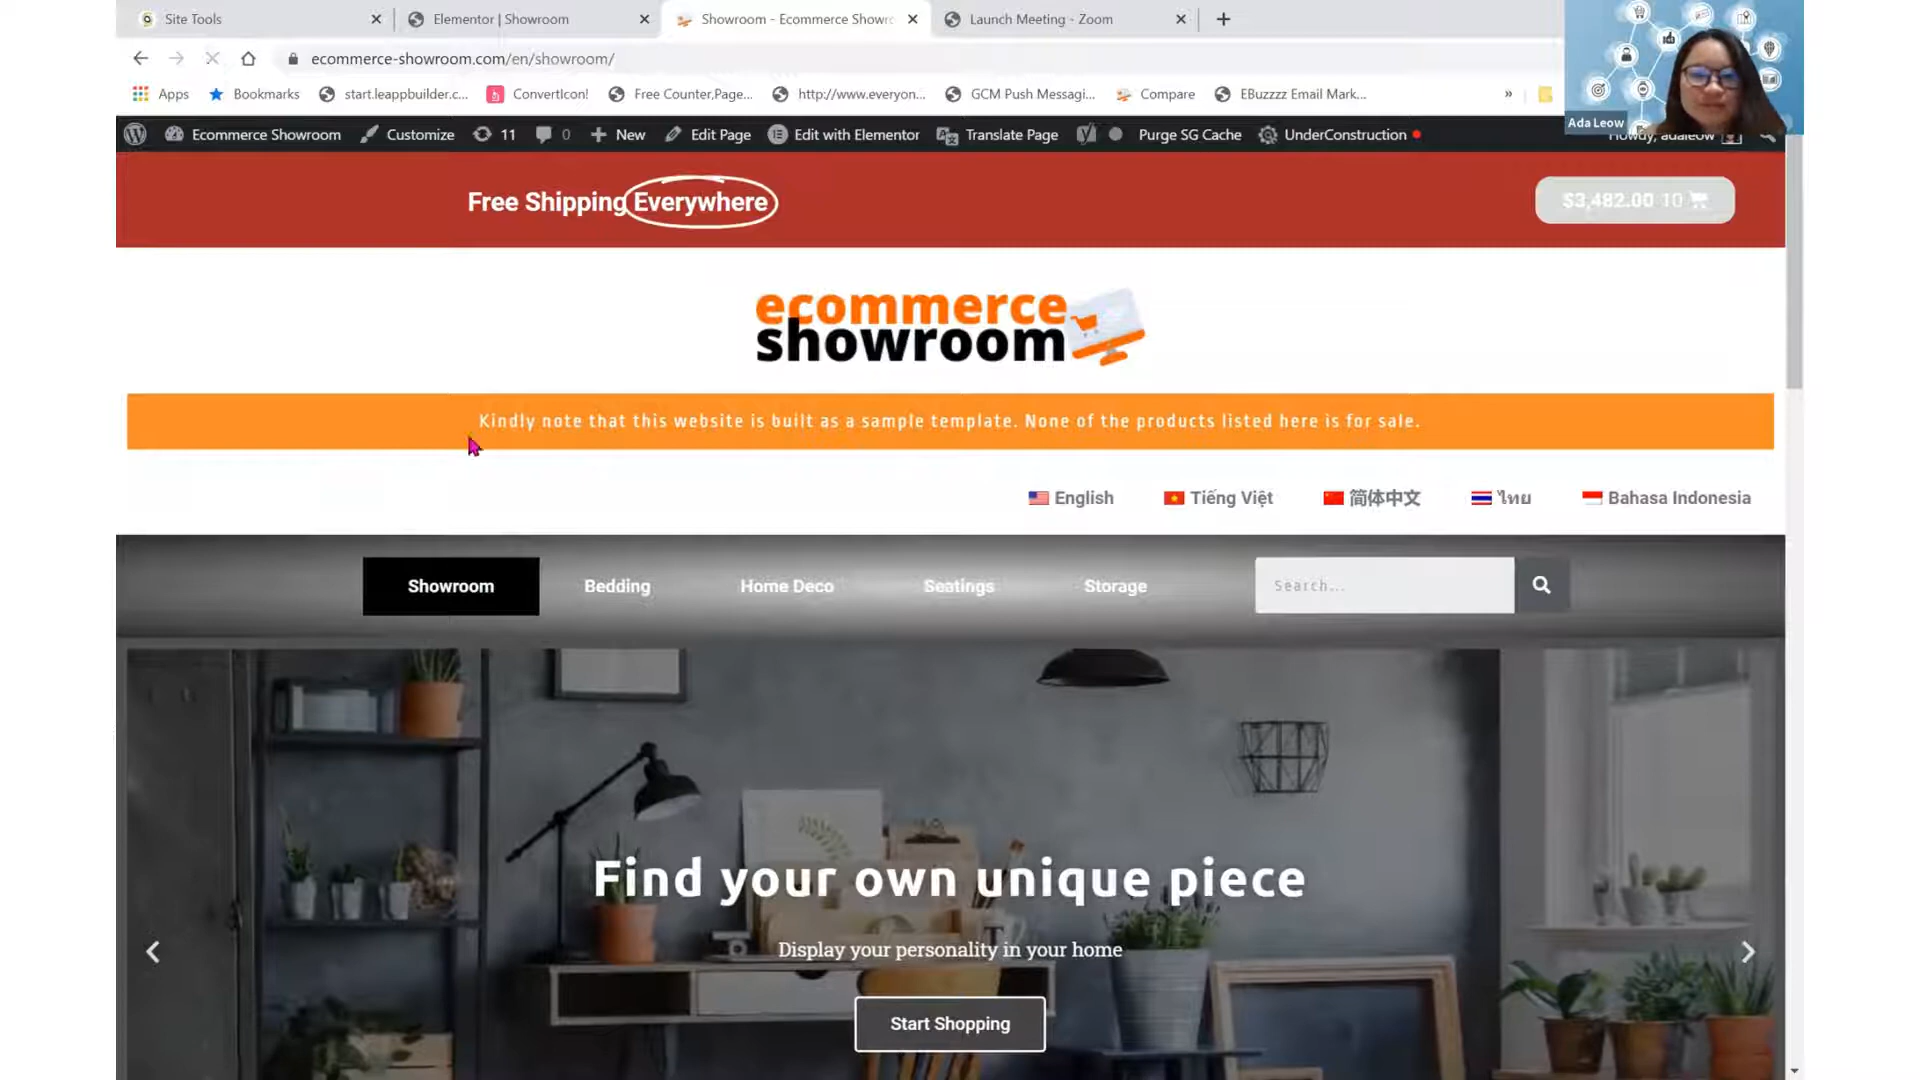 Site Tools
Elementor | Showroom
Showroom - Ecommerce Showr
Launch Meeting - Zoom
ecommerce-showroom.com/en/showroom/
Apps
Bookmarks
start.leappbuilder.c...
ConvertIcon!
Free Counter,Page...
http://www.everyon...
GCM Push Messagi...
Compare
EBuzzzz Email Mark...
»
Ada Leow
Ecommerce Showroom
Customize
11
0
New
Edit Page
Edit with Elementor
Translate Page
Purge SG Cache
UnderConstruction
Howdy, adaleow
Free Shipping Everywhere
$3,482.00 10
ecommerce
showroom
Kindly note that this website is built as a sample template. None of the products listed here is for sale.
English
Tiếng Việt
简体中文
ไทย
Bahasa Indonesia
Showroom
Bedding
Home Deco
Seatings
Storage
Search...
Find your own unique piece
Display your personality in your home
Start Shopping